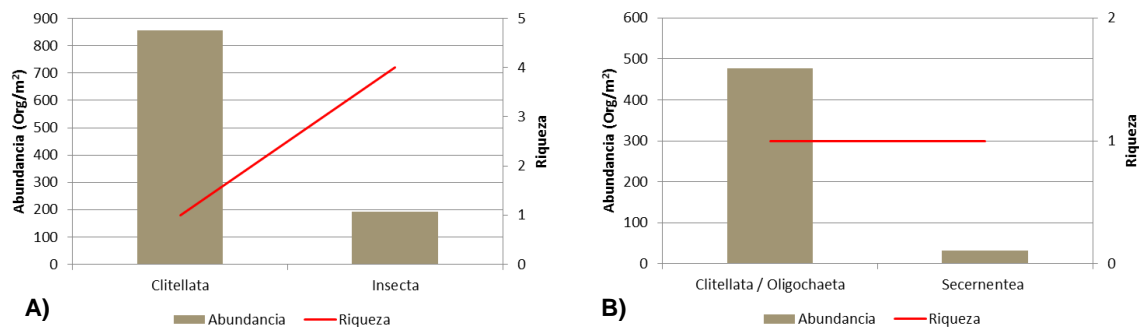 900
800
700
600
500
400
300
200
100
0
Abundancia (Org/m²)
5
4
3
2
1
0
Riqueza
Clitellata Insecta
A)
Abundancia Riqueza
600
500
400
300
200
100
0
Abundancia (Org/m²)
2
1
0
Riqueza
Clitellata / Oligochaeta Secernentea
B)
Abundancia Riqueza